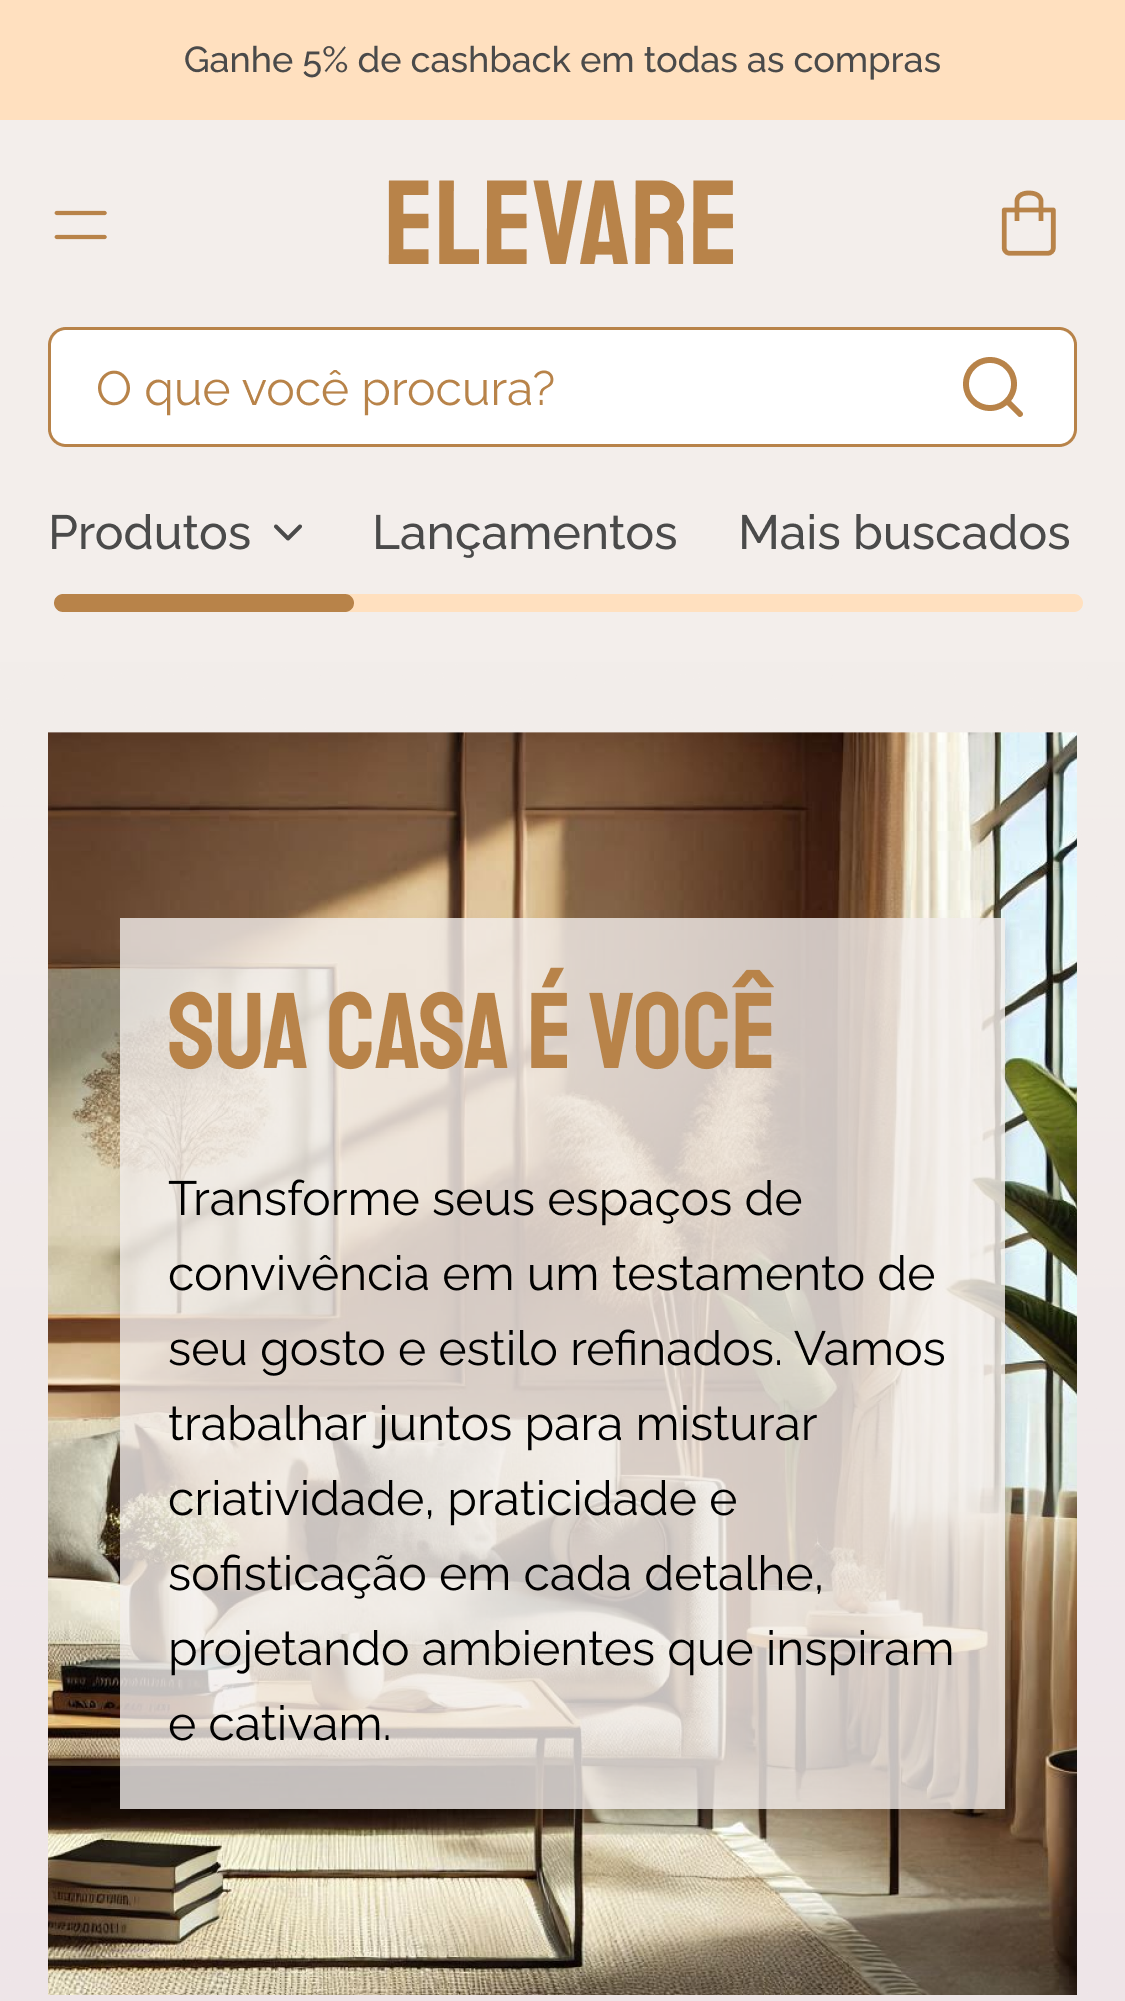 Ganhe 5% de cashback em todas as compras
ELEVARE
O que você procura?
Produtos
Lançamentos
Mais buscados
SUA CASA É VOCÊ
Transforme seus espaços de
convivência em um testamento de
seu gosto e estilo refinados. Vamos
trabalhar juntos para misturar
criatividade, praticidade e
sofisticação em cada detalhe,
projetando ambientes que inspiram
e cativam.